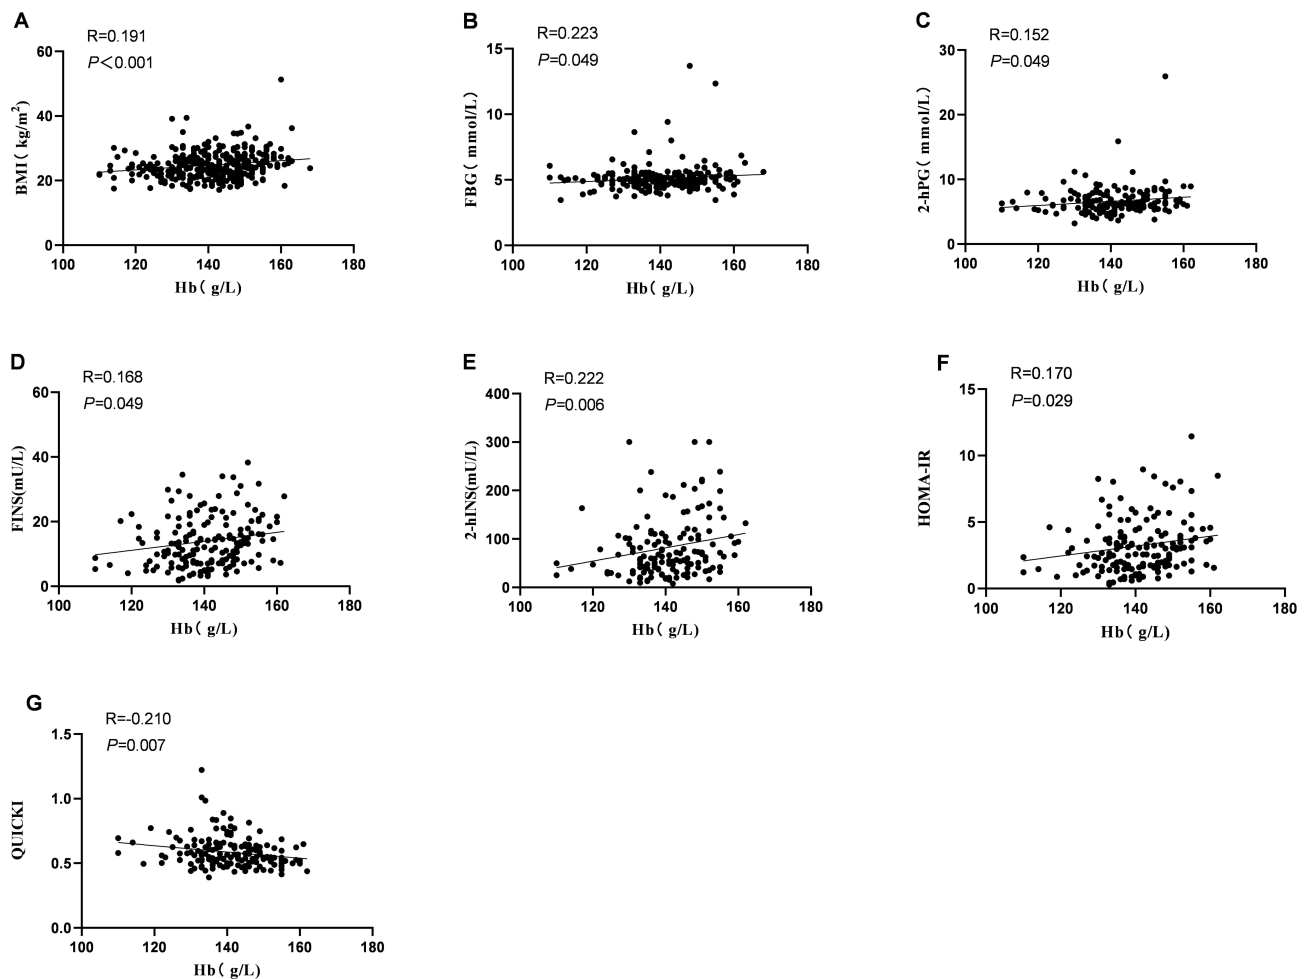 A
R=0.191
P<0.001
BMI( kg/m²)
60
40
20
0
100 120 140 160 180
Hb( g/L)
B
R=0.223
P=0.049
FBG( mmol/L)
15
10
5
0
100 120 140 160 180
Hb( g/L)
C
R=0.152
P=0.049
2-hPG( mmol/L)
30
20
10
0
100 120 140 160 180
Hb( g/L)
D
R=0.168
P=0.049
FINS(mU/L)
60
40
20
0
100 120 140 160 180
Hb( g/L)
E
R=0.222
P=0.006
2-hINS(mU/L)
400
300
200
100
0
100 120 140 160 180
Hb( g/L)
F
R=0.170
P=0.029
HOMA-IR
15
10
5
0
100 120 140 160 180
Hb( g/L)
G
R=-0.210
P=0.007
QUICKI
1.5
1.0
0.5
0.0
100 120 140 160 180
Hb( g/L)